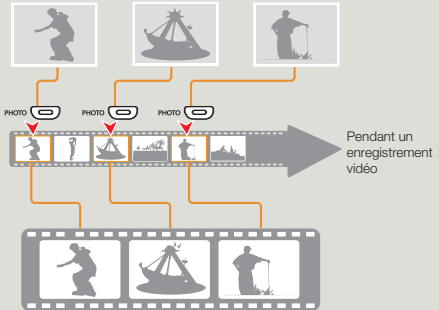 PHOTO PHOTO PHOTO
Pendant un
enregistrement
vidéo